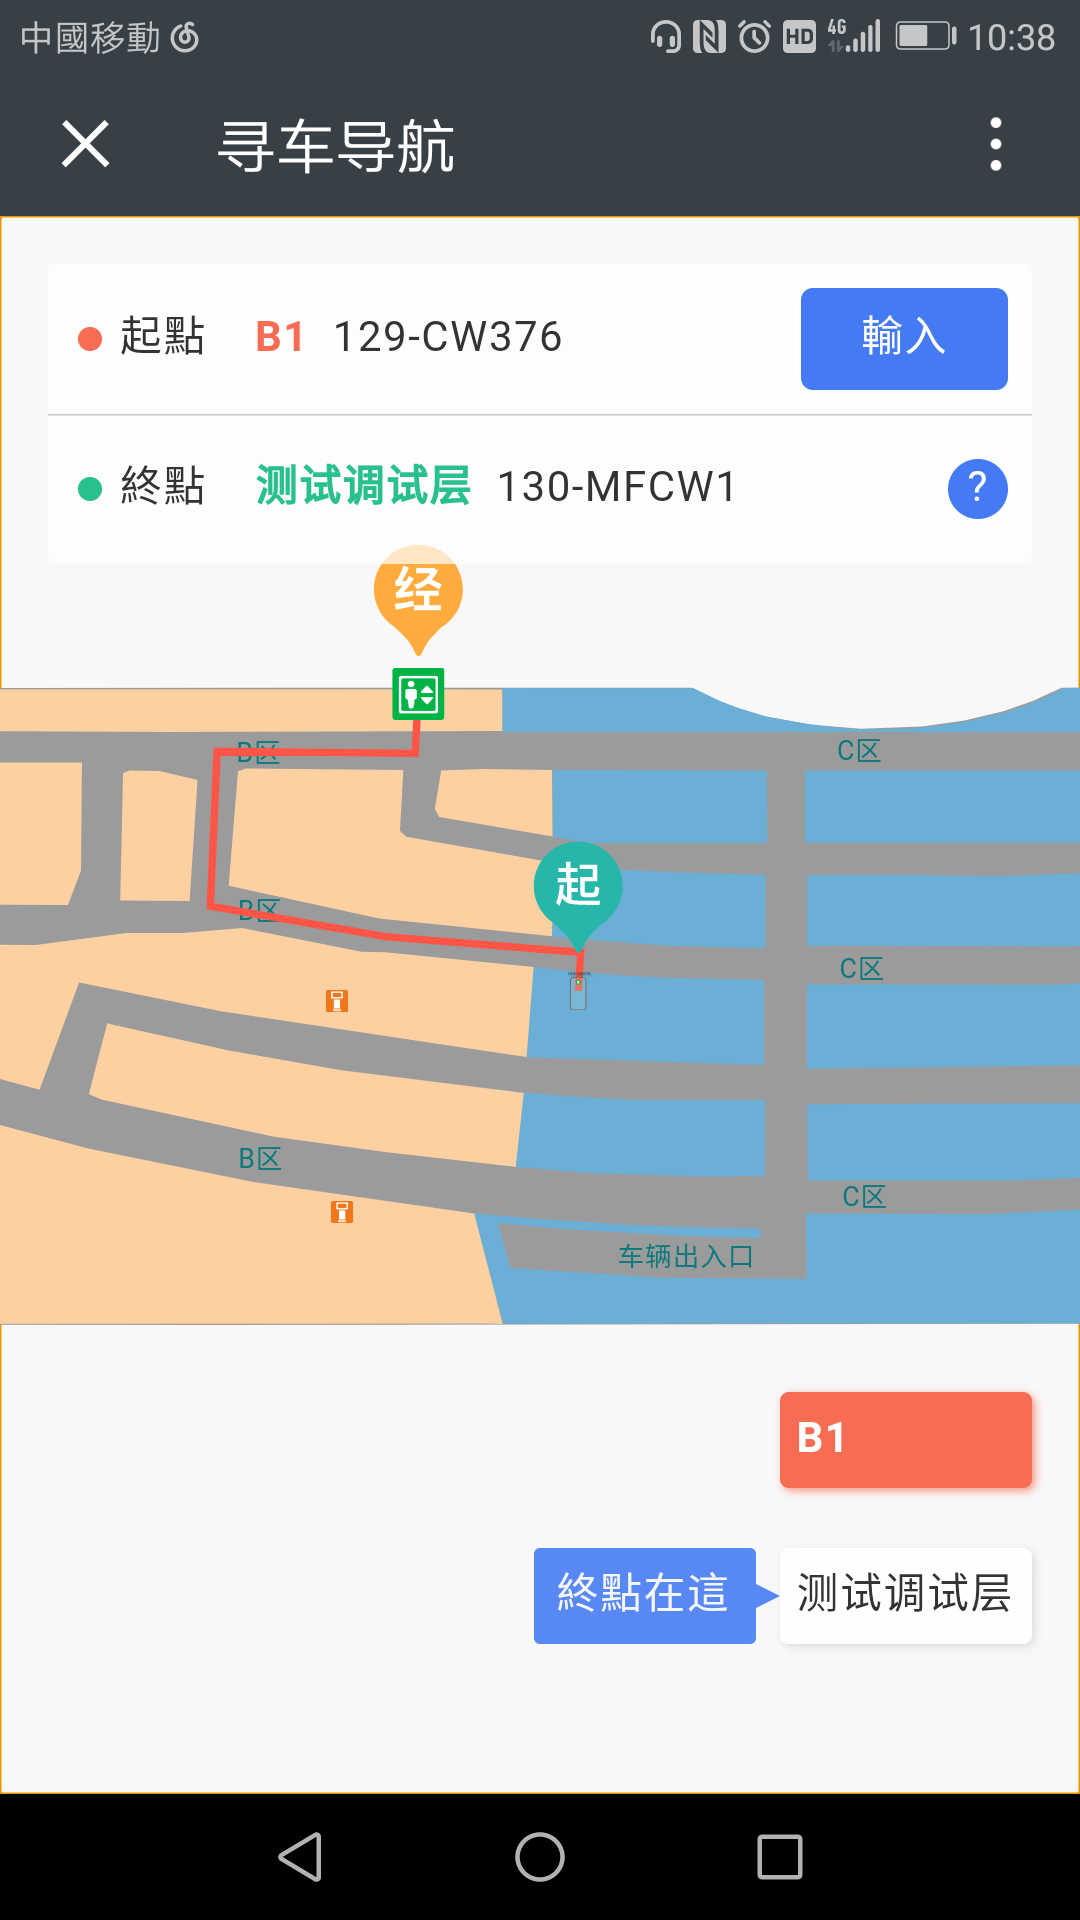 中國移動 4G HD 10:38
寻车导航
起點 B1 129-CW376 輸入
終點 测试调试层 130-MFCW1 ?
经
B区 C区
起
B区
C区
B区
C区
车辆出入口
B1
終點在這 测试调试层